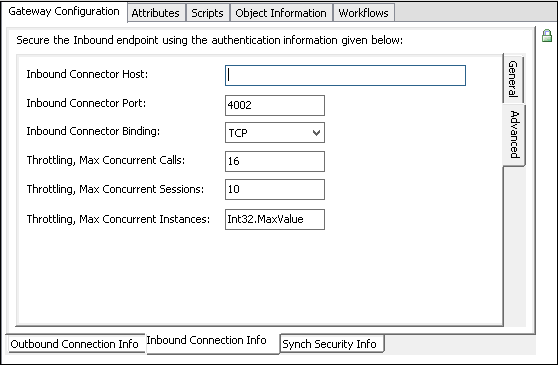 Gateway Configuration Attributes Scripts Object Information Workflows
Secure the Inbound endpoint using the authentication information given below:
Inbound Connector Host:
Inbound Connector Port: 4002
Inbound Connector Binding: TCP
Throttling, Max Concurrent Calls: 16
Throttling, Max Concurrent Sessions: 10
Throttling, Max Concurrent Instances: Int32.MaxValue
General
Advanced
Outbound Connection Info Inbound Connection Info Synch Security Info